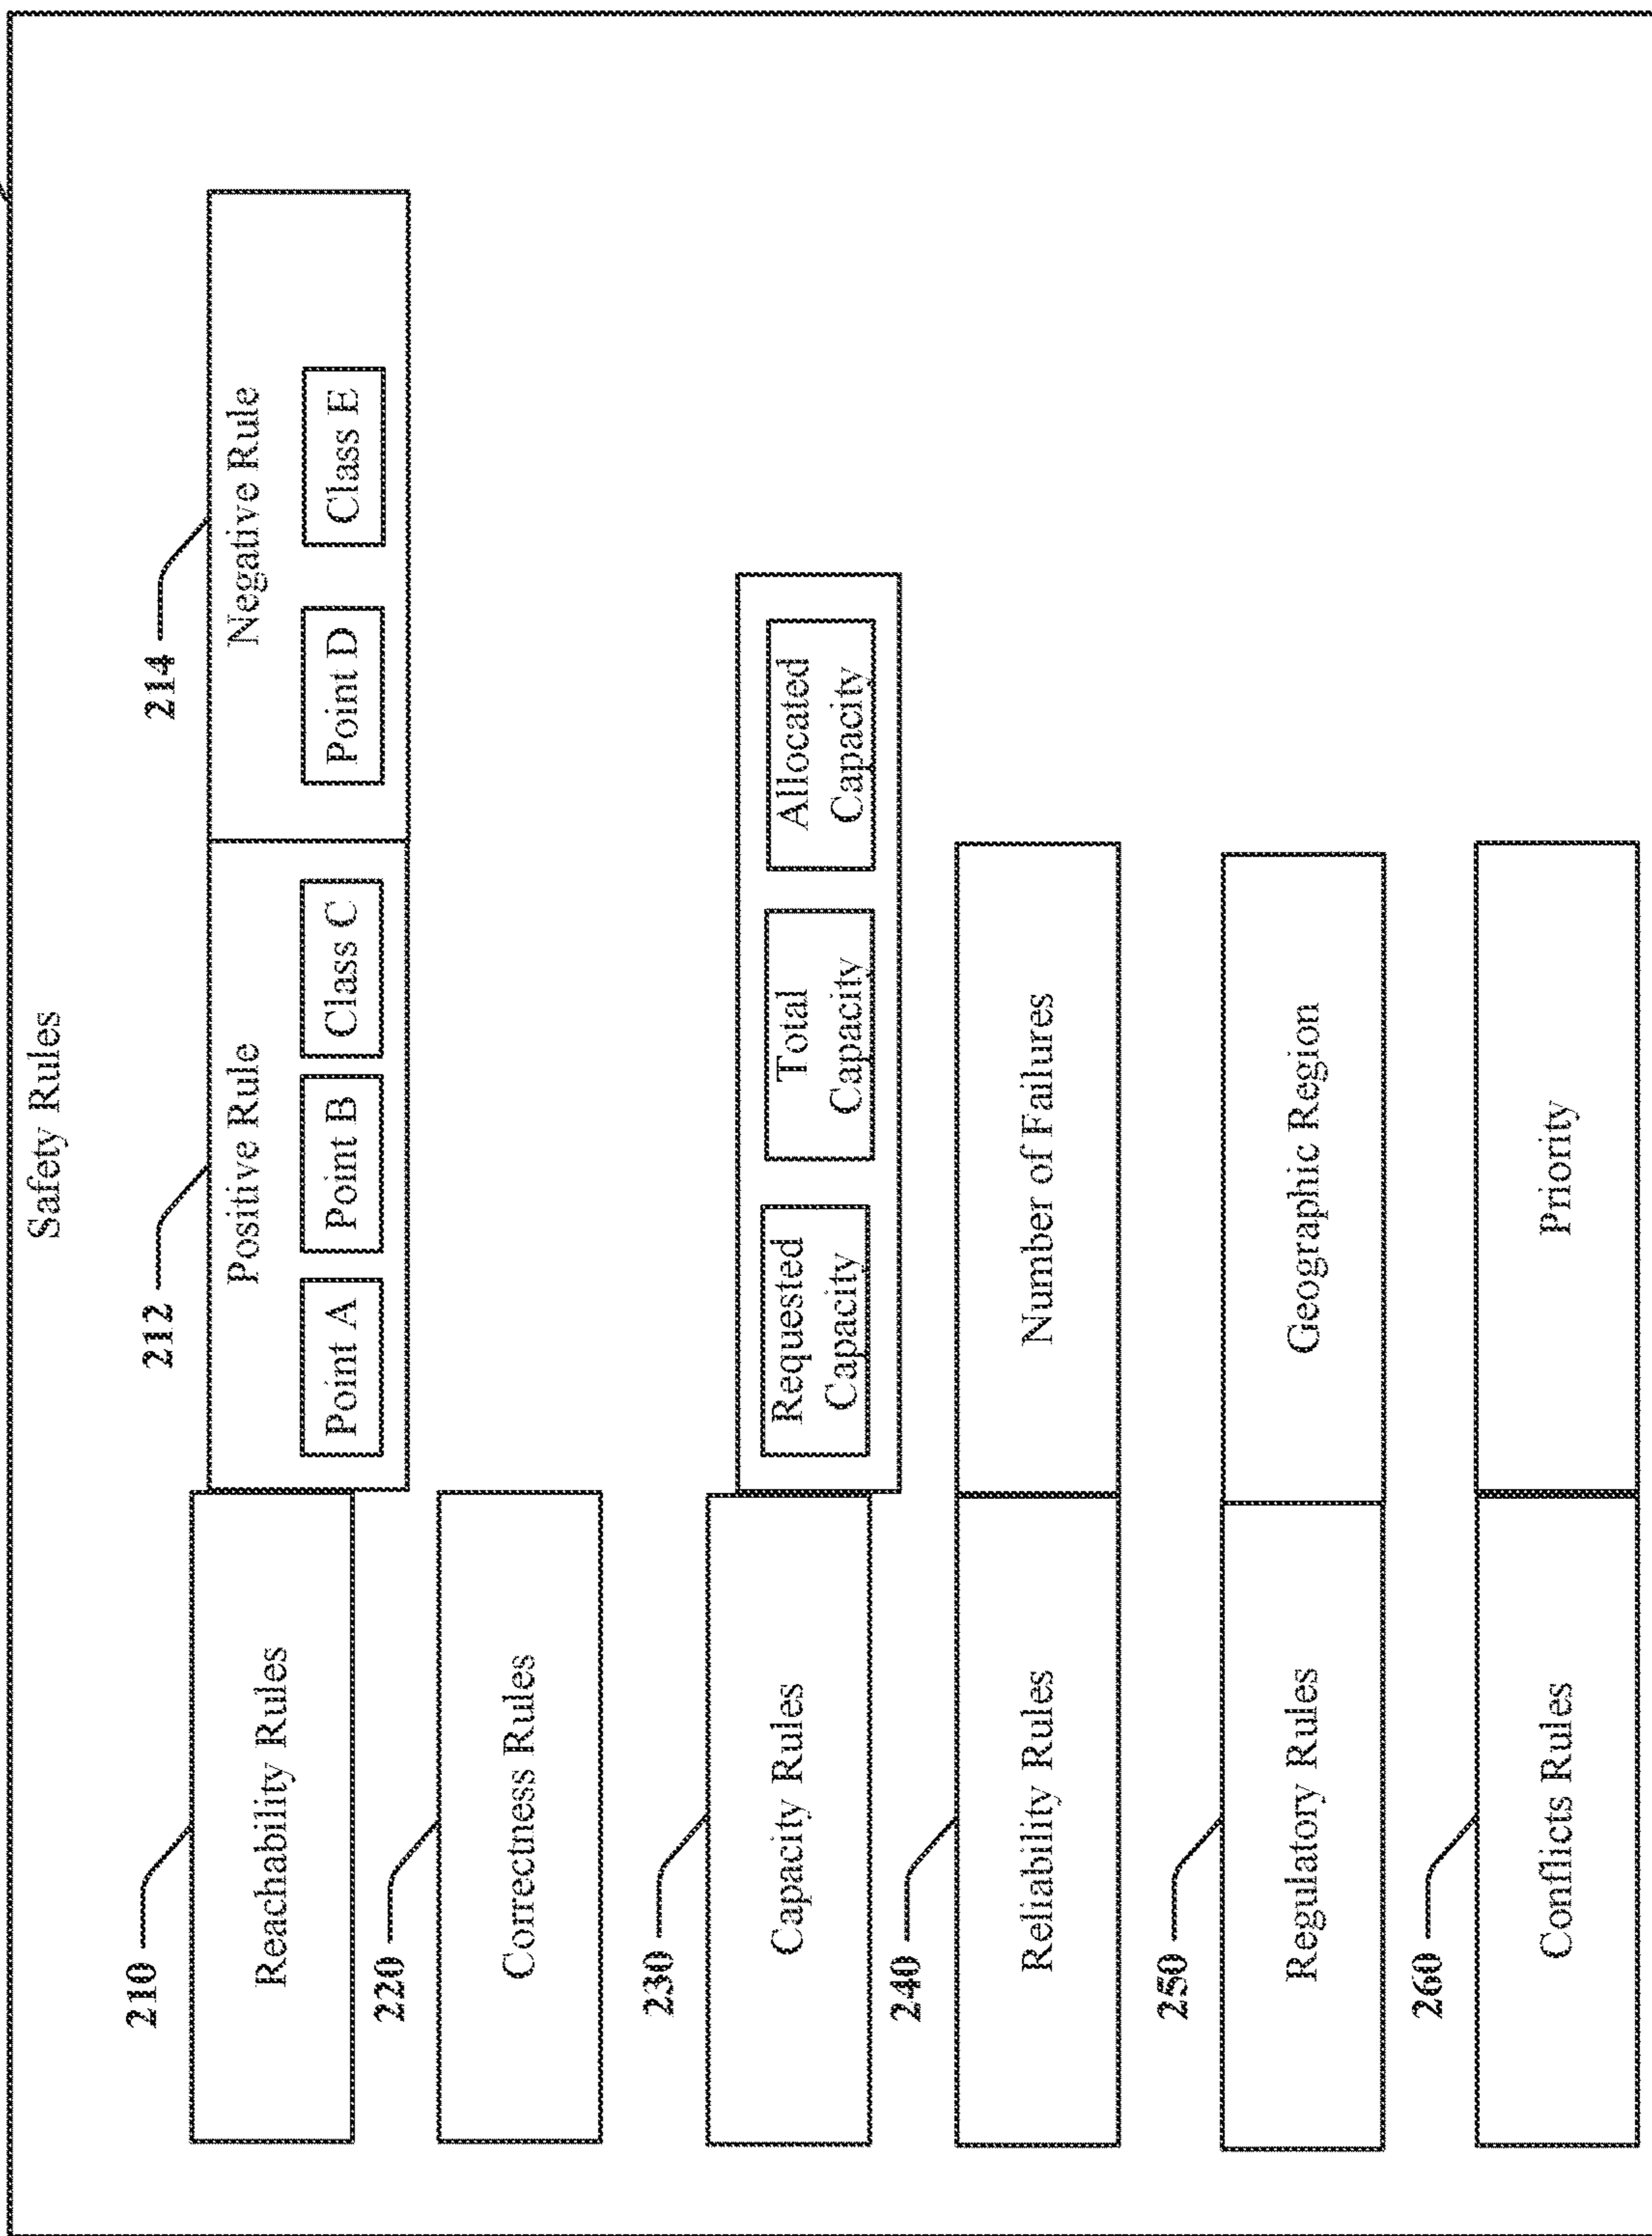 Safety Rules
210
Reachability Rules
212
Positive Rule
Point A
Point B
Class C
214
Negative Rule
Point D
Class E
220
Correctness Rules
230
Capacity Rules
Requested
Capacity
Total
Capacity
Allocated
Capacity
240
Reliability Rules
Number of Failures
250
Regulatory Rules
Geographic Region
260
Conflicts Rules
Priority